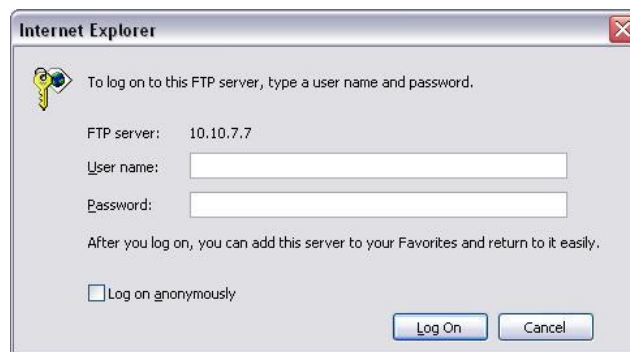 Internet Explorer
To log on to this FTP server, type a user name and password.
FTP server: 10.10.7.7
User name:
Password:
After you log on, you can add this server to your Favorites and return to it easily.
Log on anonymously
Log On Cancel